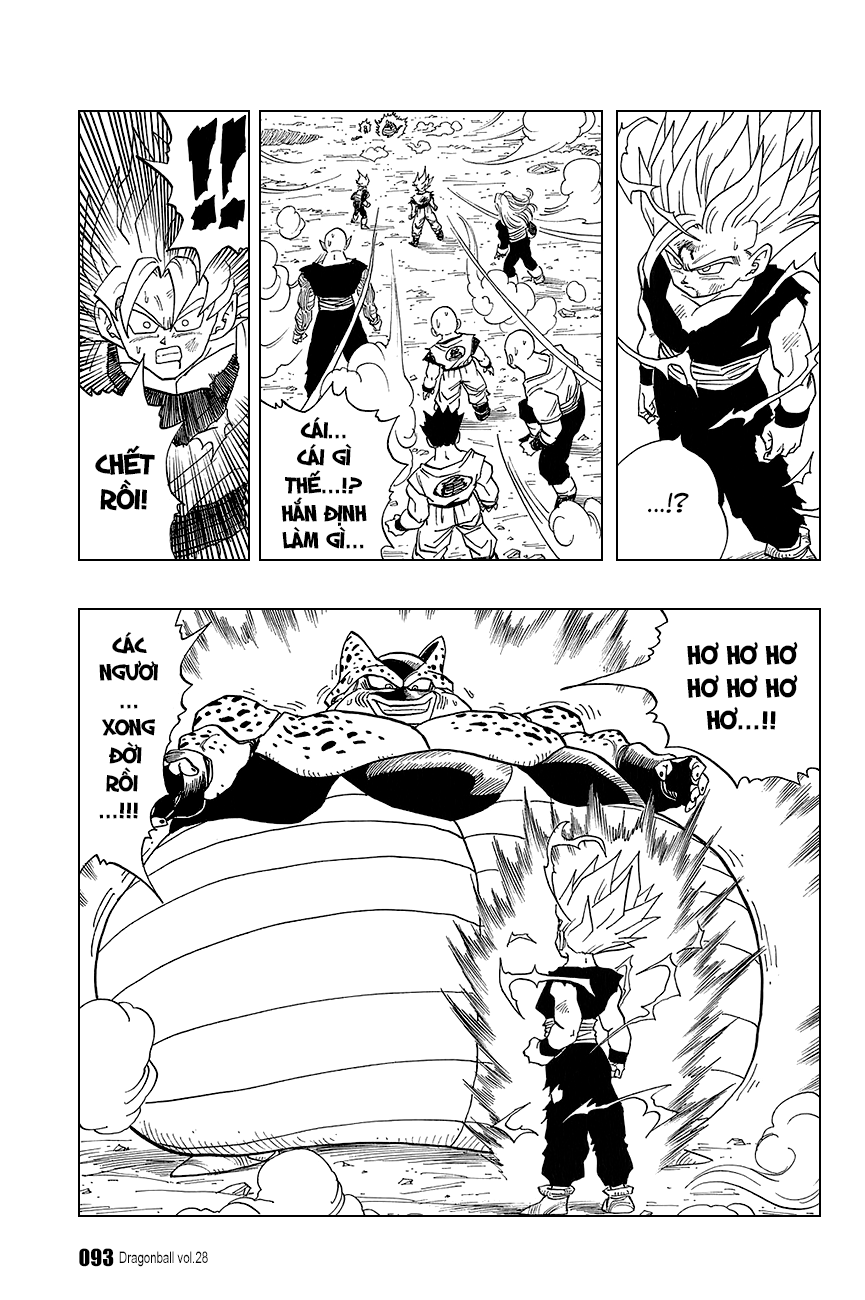 ...!?
CÁI...
CÁI GÌ
THẾ...!?
HẮN ĐỊNH
LÀM GÌ...
!!
CHẾT
RỒI!
HƠ HƠ HƠ
HƠ HƠ HƠ
HƠ...!!
CÁC
NGƯƠI
...
XONG
ĐỜI
RỒI
...!!!
093 Dragonball vol.28